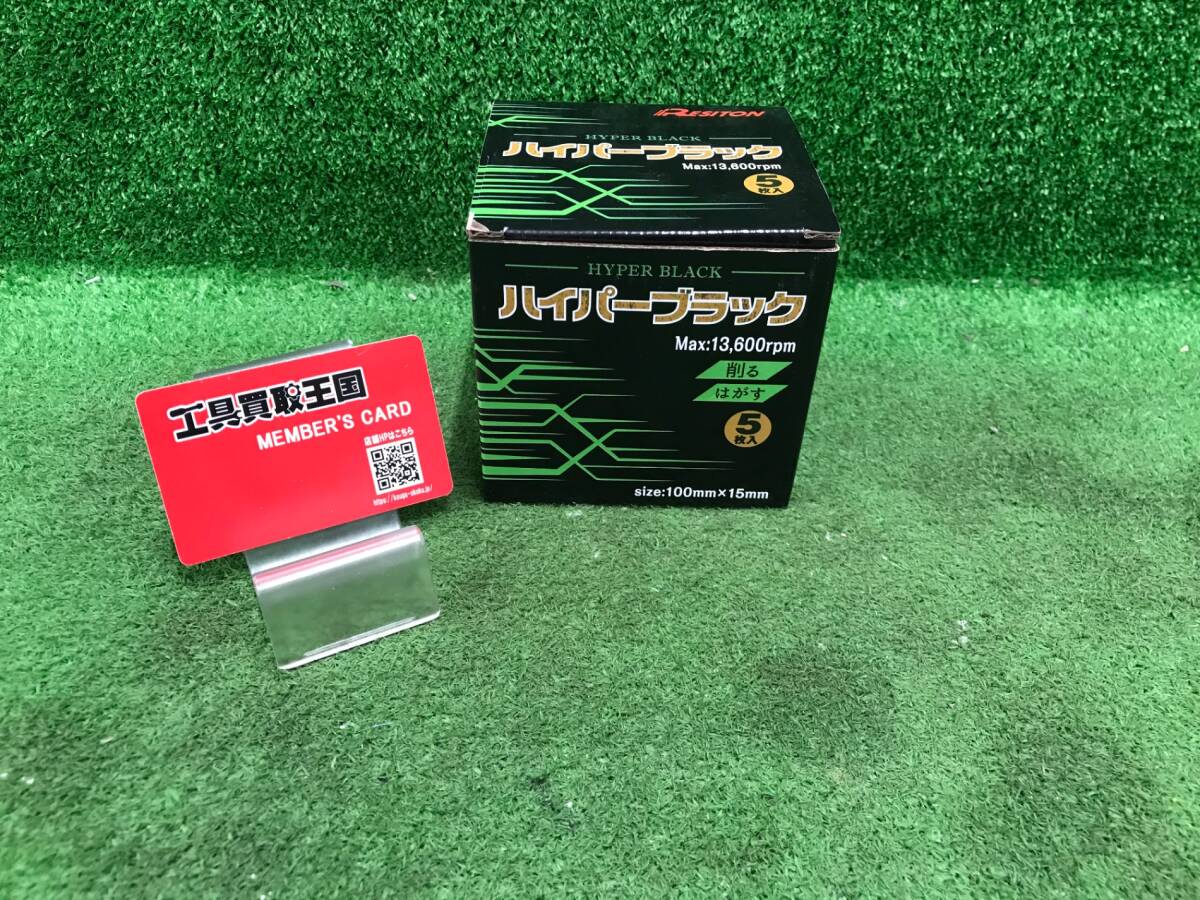 RESITON
HYPER BLACK
ハイパーブラック
Max:13,600rpm
5
枚入
HYPER BLACK
ハイパーブラック
Max:13,600rpm
削る
はがす
5
枚入
size:100mm×15mm
工具買取王国
MEMBER'S CARD
店舗HPはこちら